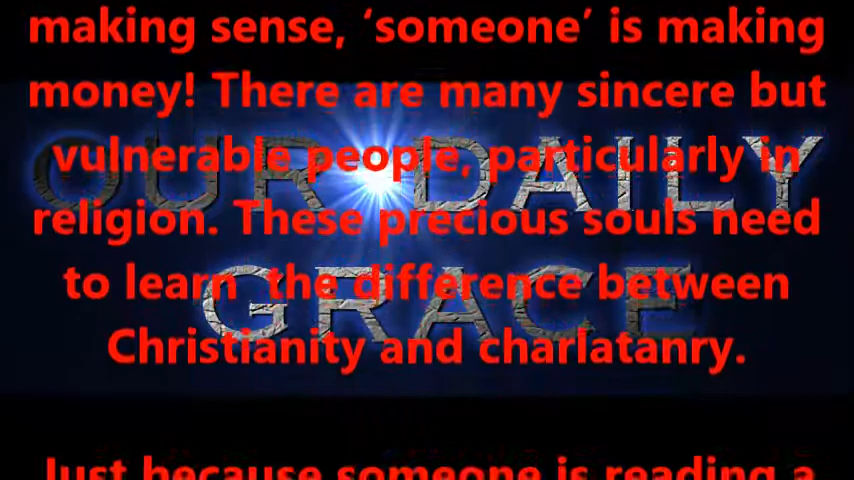 making sense, ‘someone’ is making
money! There are many sincere but
vulnerable people, particularly in
religion. These precious souls need
to learn  the difference between
Christianity and charlatanry.
Just because someone is reading a
OUR DAILY
GRACE